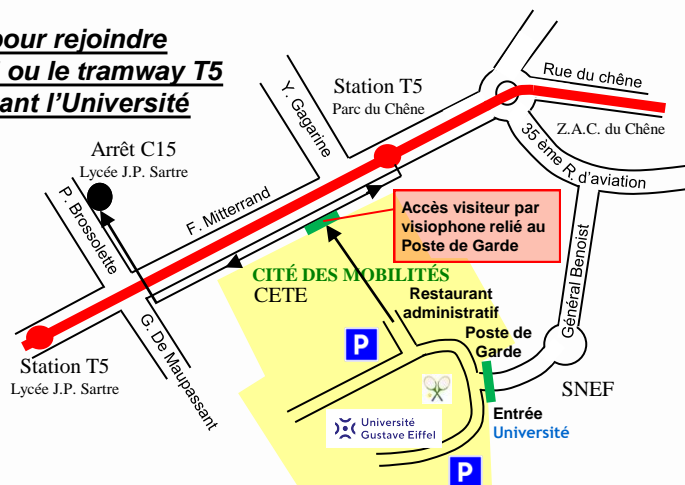 pour rejoindre
ou le tramway T5
ant l'Université
Station T5
Parc du Chêne
Rue du chêne
Z.A.C. du Chêne
35 éme R. d'aviation
Y. Gagarine
Arrêt C15
Lycée J.P. Sartre
P. Brossolette
F. Mitterrand
Accès visiteur par
visiophone relié au
Poste de Garde
CITÉ DES MOBILITÉS
CETE
Restaurant
administratif
Poste de
Garde
Général Benoist
G. De Maupassant
Station T5
Lycée J.P. Sartre
P
SNEF
Université
Gustave Eiffel
Entrée
Université
P